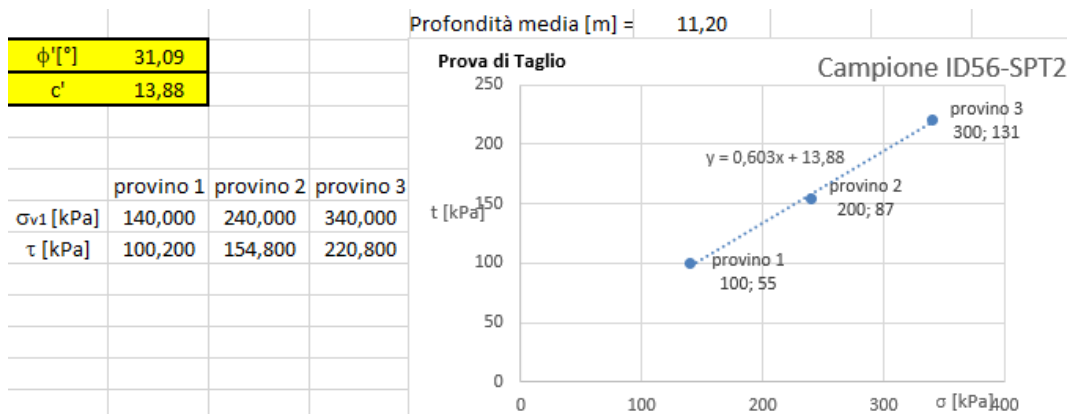 Profondità media [m] = 11,20
ϕ'[°] 31,09
c' 13,88
provino 1 provino 2 provino 3
σv1 [kPa] 140,000 240,000 340,000
τ [kPa] 100,200 154,800 220,800
Prova di Taglio
Campione ID56-SPT2
250
200
150
100
50
0
t [kPa]
provino 3
300; 131
y = 0,603x + 13,88
provino 2
200; 87
provino 1
100; 55
0 100 200 300 400
σ [kPa]